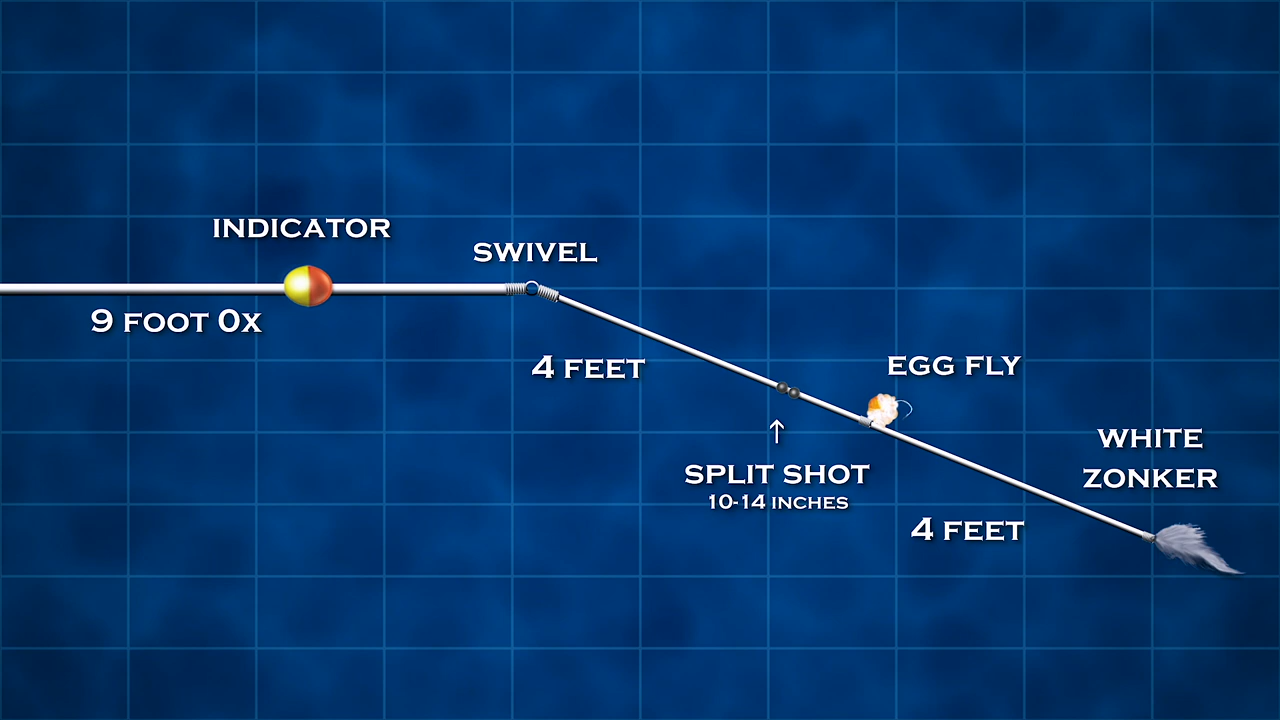 INDICATOR
SWIVEL
9 FOOT 0X
4 FEET
EGG FLY
WHITE
ZONKER
↑
SPLIT SHOT
10-14 INCHES
4 FEET